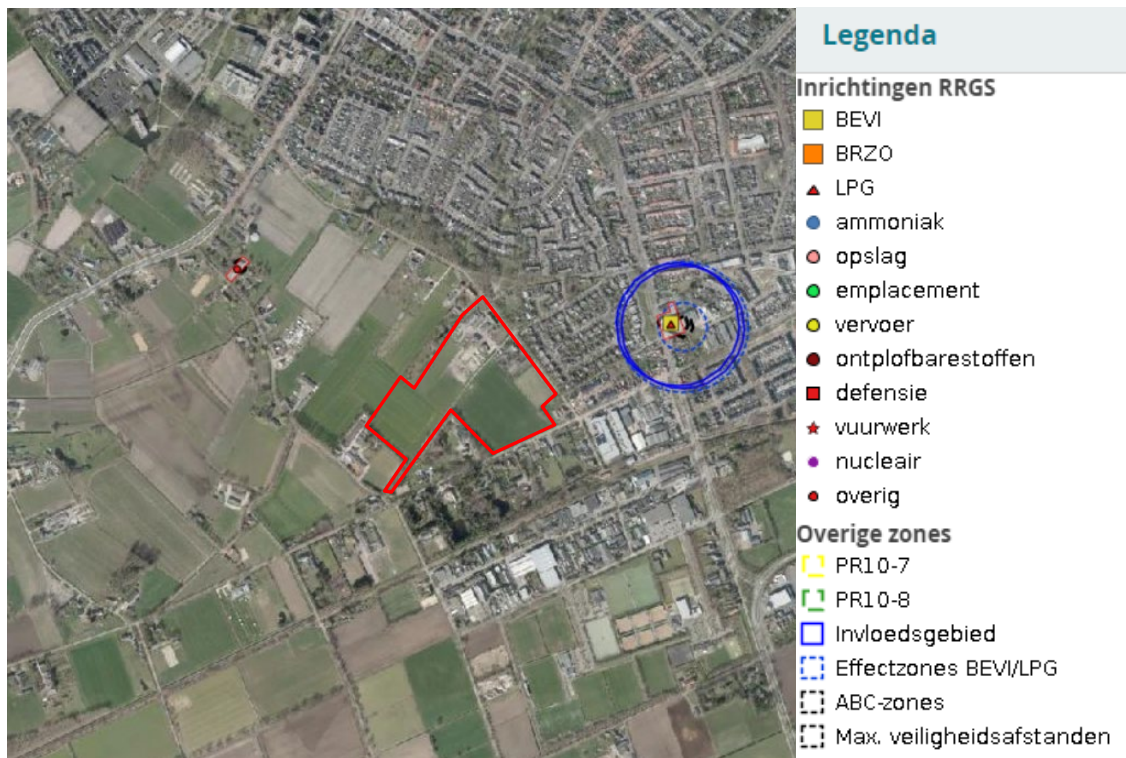 Legenda
Inrichtingen RRGS
BEVI
BRZO
LPG
ammoniak
opslag
emplacement
vervoer
ontplofbarestoffen
defensie
vuurwerk
nucleair
overig
Overige zones
PR10-7
PR10-8
Invloedsgebied
Effectzones BEVI/LPG
ABC-zones
Max. veiligheidsafstanden